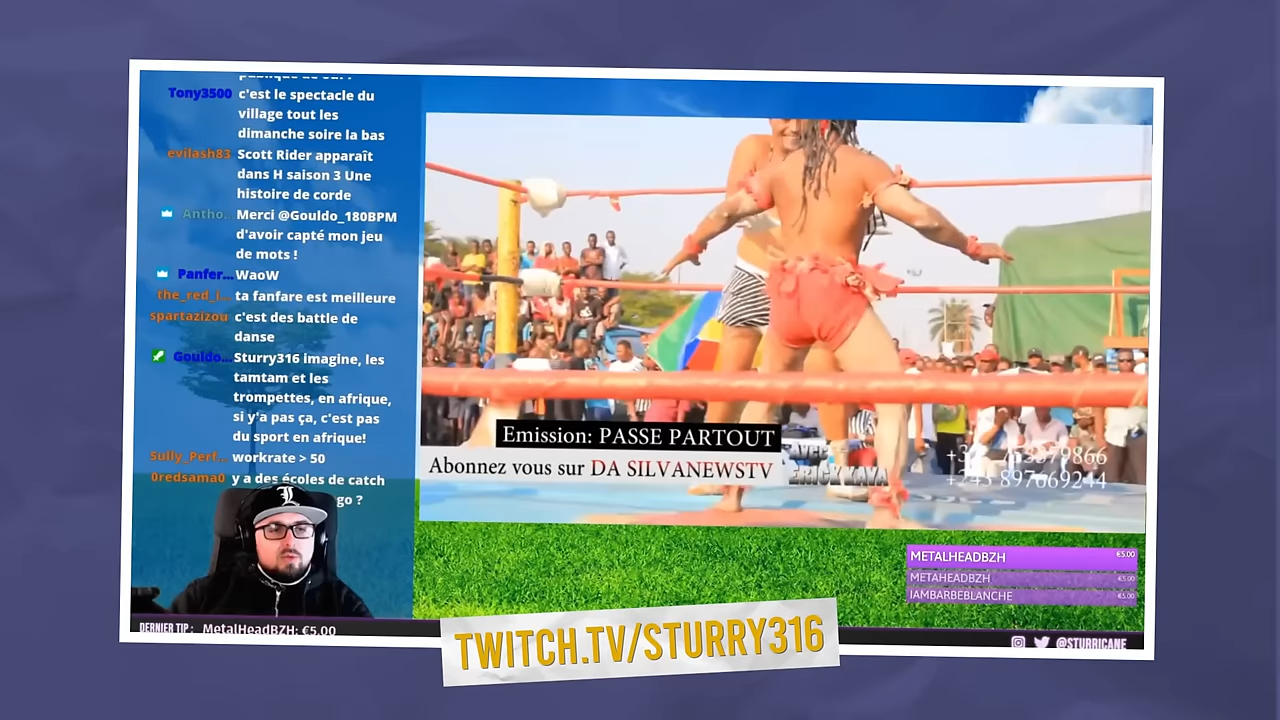 Tony3500 c'est le spectacle du
village tout les
dimanche soire la bas
evilash83 Scott Rider apparaît
dans H saison 3 Une
histoire de corde
Antho... Merci @Gouldo_180BPM
d'avoir capté mon jeu
de mots !
Panfer... WaoW
the_red_i... ta fanfare est meilleure
spartazizou c'est des battle de
danse
Gouldo... Sturry316 imagine, les
tamtam et les
trompettes, en afrique,
si y'a pas ça, c'est pas
du sport en afrique!
Sully_Perf... workrate > 50
0redsama0 y a des écoles de catch
go ?
Emission: PASSE PARTOUT
Abonnez vous sur DA SILVANEWSTV
AVEC
ERICK KAYA
+243 897669244
METALHEADBZH €5.00
METAHEADBZH €5.00
IAMBARBEBLANCHE €5.00
DERNIER TIP : MetalHeadBZH: €5.00
@STURRICANE
TWITCH.TV/STURRY316